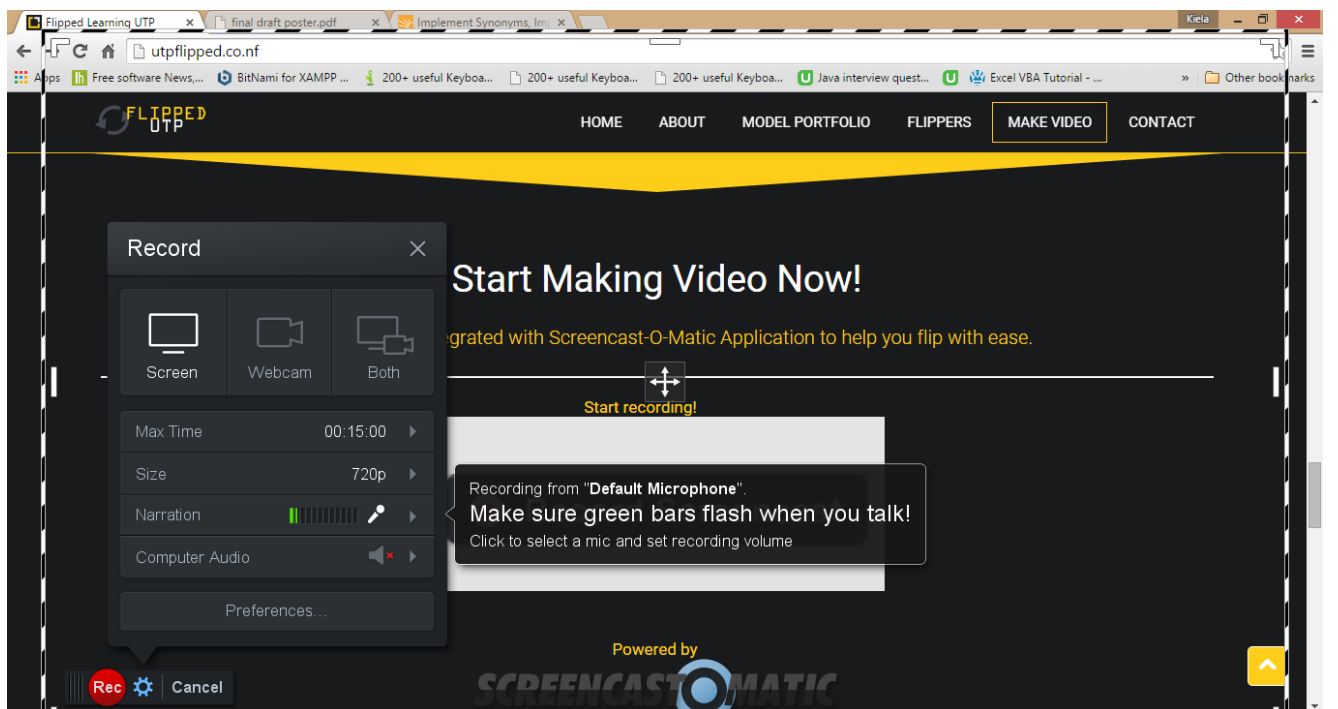 Flipped Learning UTP
final draft poster.pdf
Implement Synonyms, Im
Kiela
utpflipped.co.nf
Apps
Free software News,...
BitNami for XAMPP ...
200+ useful Keyboa...
200+ useful Keyboa...
200+ useful Keyboa...
Java interview quest...
Excel VBA Tutorial - ...
»
Other bookmarks
FLIPPED
UTP
HOME
ABOUT
MODEL PORTFOLIO
FLIPPERS
MAKE VIDEO
CONTACT
Record
Start Making Video Now!
grated with Screencast-O-Matic Application to help you flip with ease.
Screen
Webcam
Both
Start recording!
Max Time 00:15:00
Size 720p
Narration
Computer Audio
Recording from "Default Microphone".
Make sure green bars flash when you talk!
Click to select a mic and set recording volume
Preferences...
Powered by
SCREENCAST O MATIC
Rec
Cancel